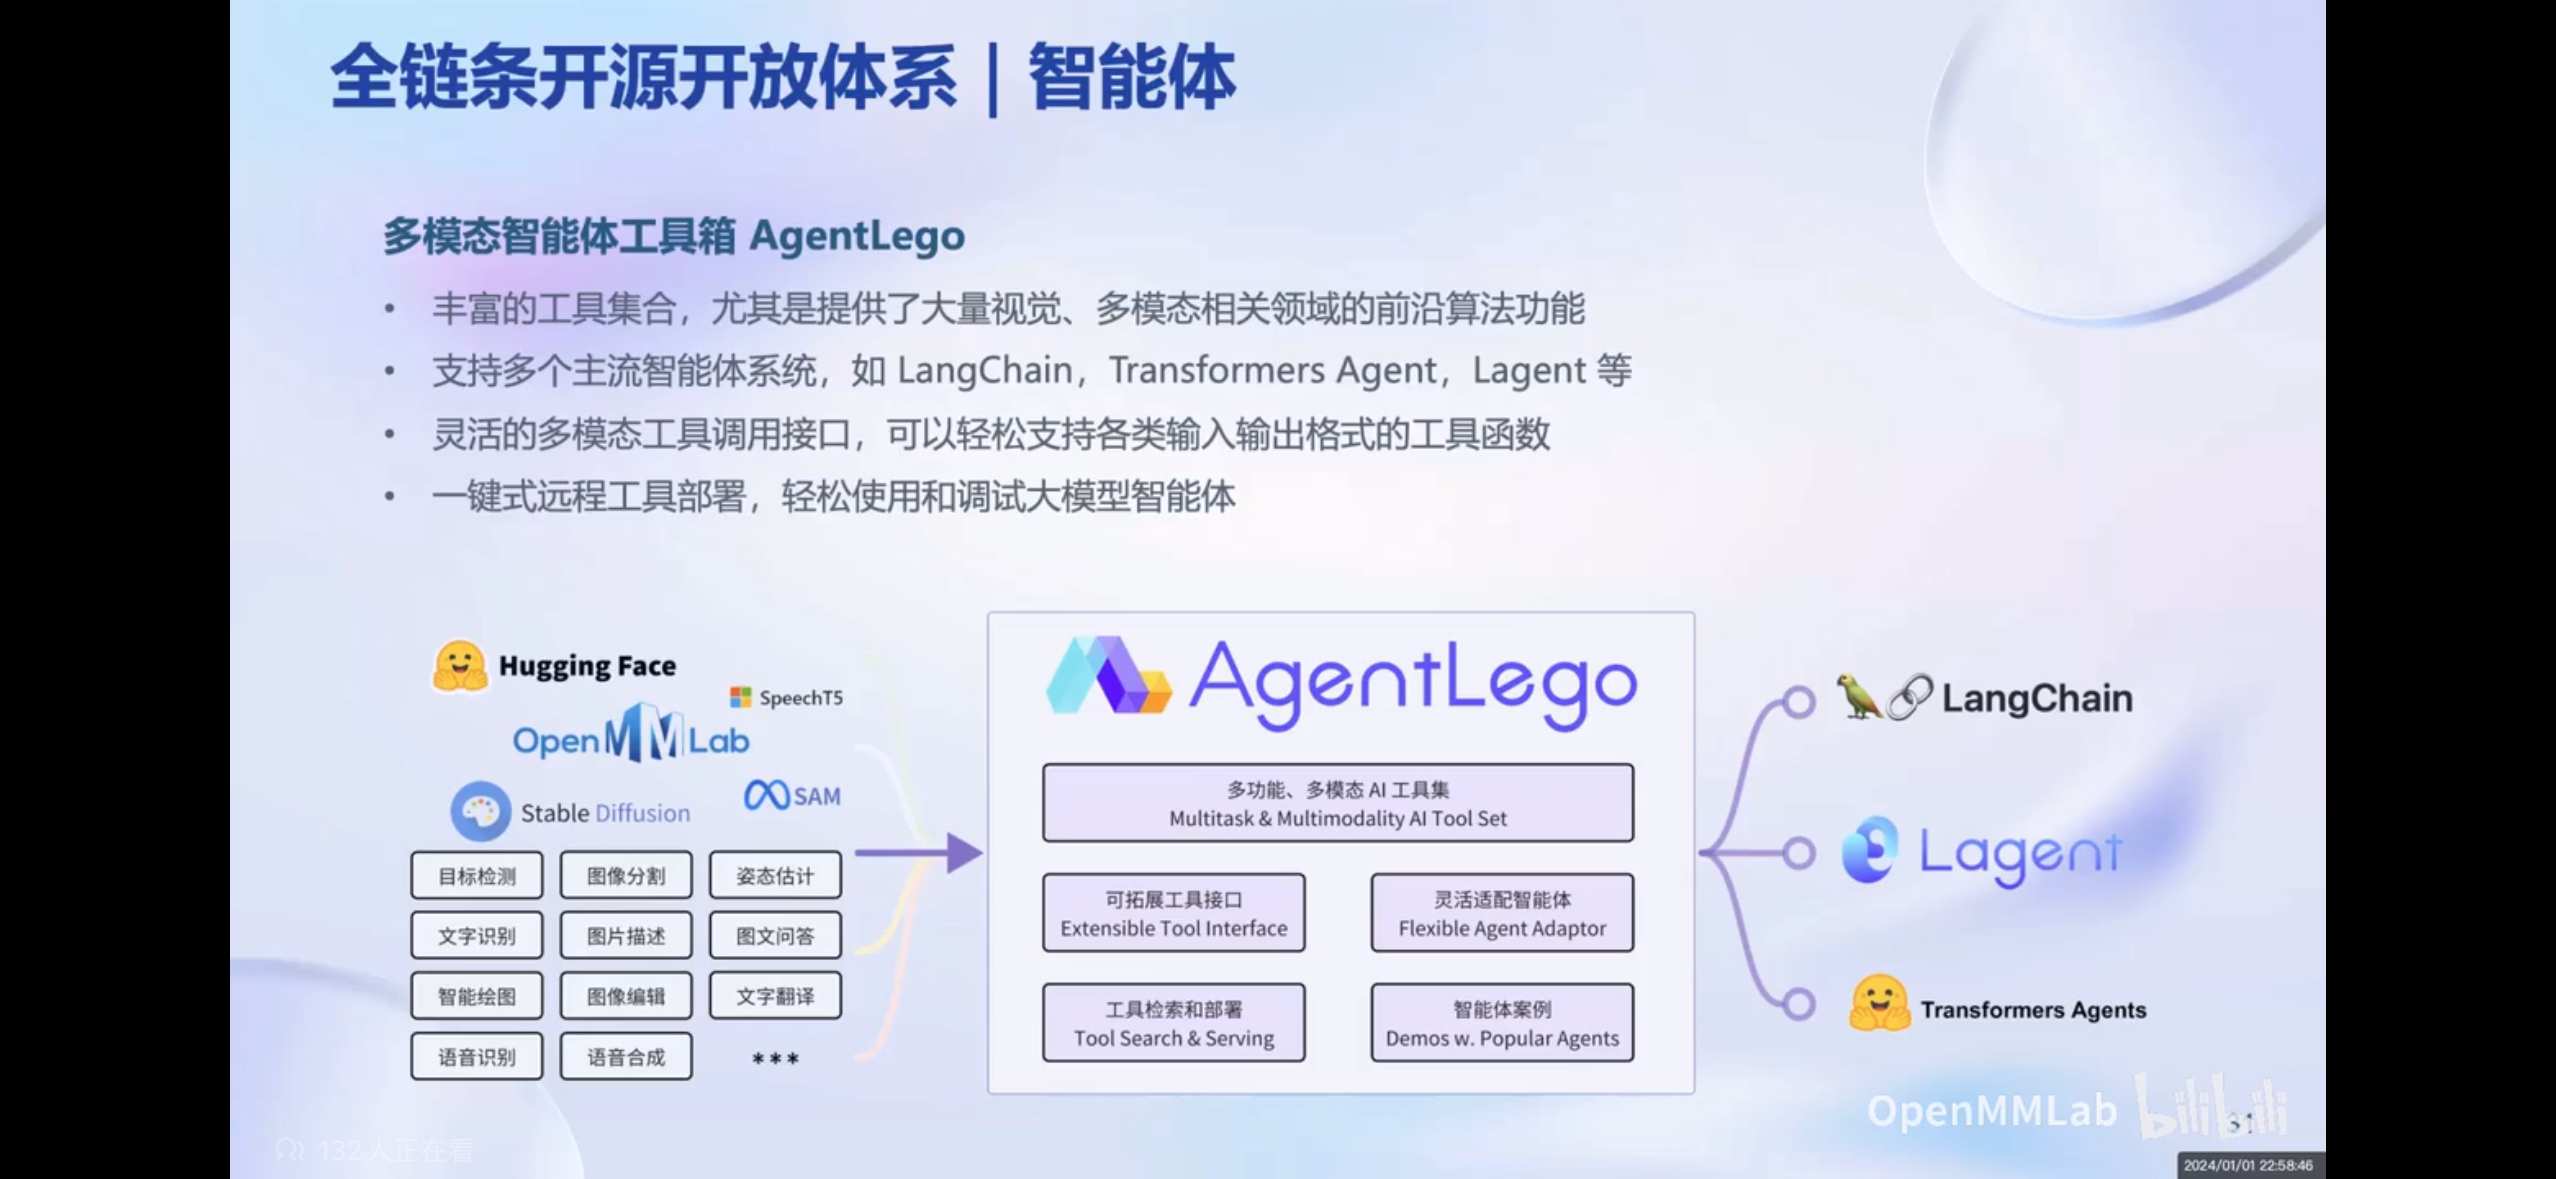 全链条开源开放体系 | 智能体
多模态智能体工具箱 AgentLego
• 丰富的工具集合，尤其是提供了大量视觉、多模态相关领域的前沿算法功能
• 支持多个主流智能体系统，如 LangChain，Transformers Agent，Lagent 等
• 灵活的多模态工具调用接口，可以轻松支持各类输入输出格式的工具函数
• 一键式远程工具部署，轻松使用和调试大模型智能体
Hugging Face
SpeechT5
OpenMMLab
SAM
Stable Diffusion
目标检测 图像分割 姿态估计
文字识别 图片描述 图文问答
智能绘图 图像编辑 文字翻译
语音识别 语音合成 ***
AgentLego
多功能、多模态 AI 工具集
Multitask & Multimodality AI Tool Set
可拓展工具接口
Extensible Tool Interface
灵活适配智能体
Flexible Agent Adaptor
工具检索和部署
Tool Search & Serving
智能体案例
Demos w. Popular Agents
LangChain
Lagent
Transformers Agents
OpenMMLab bilibili
31
132人正在看
2024/01/01 22:58:46